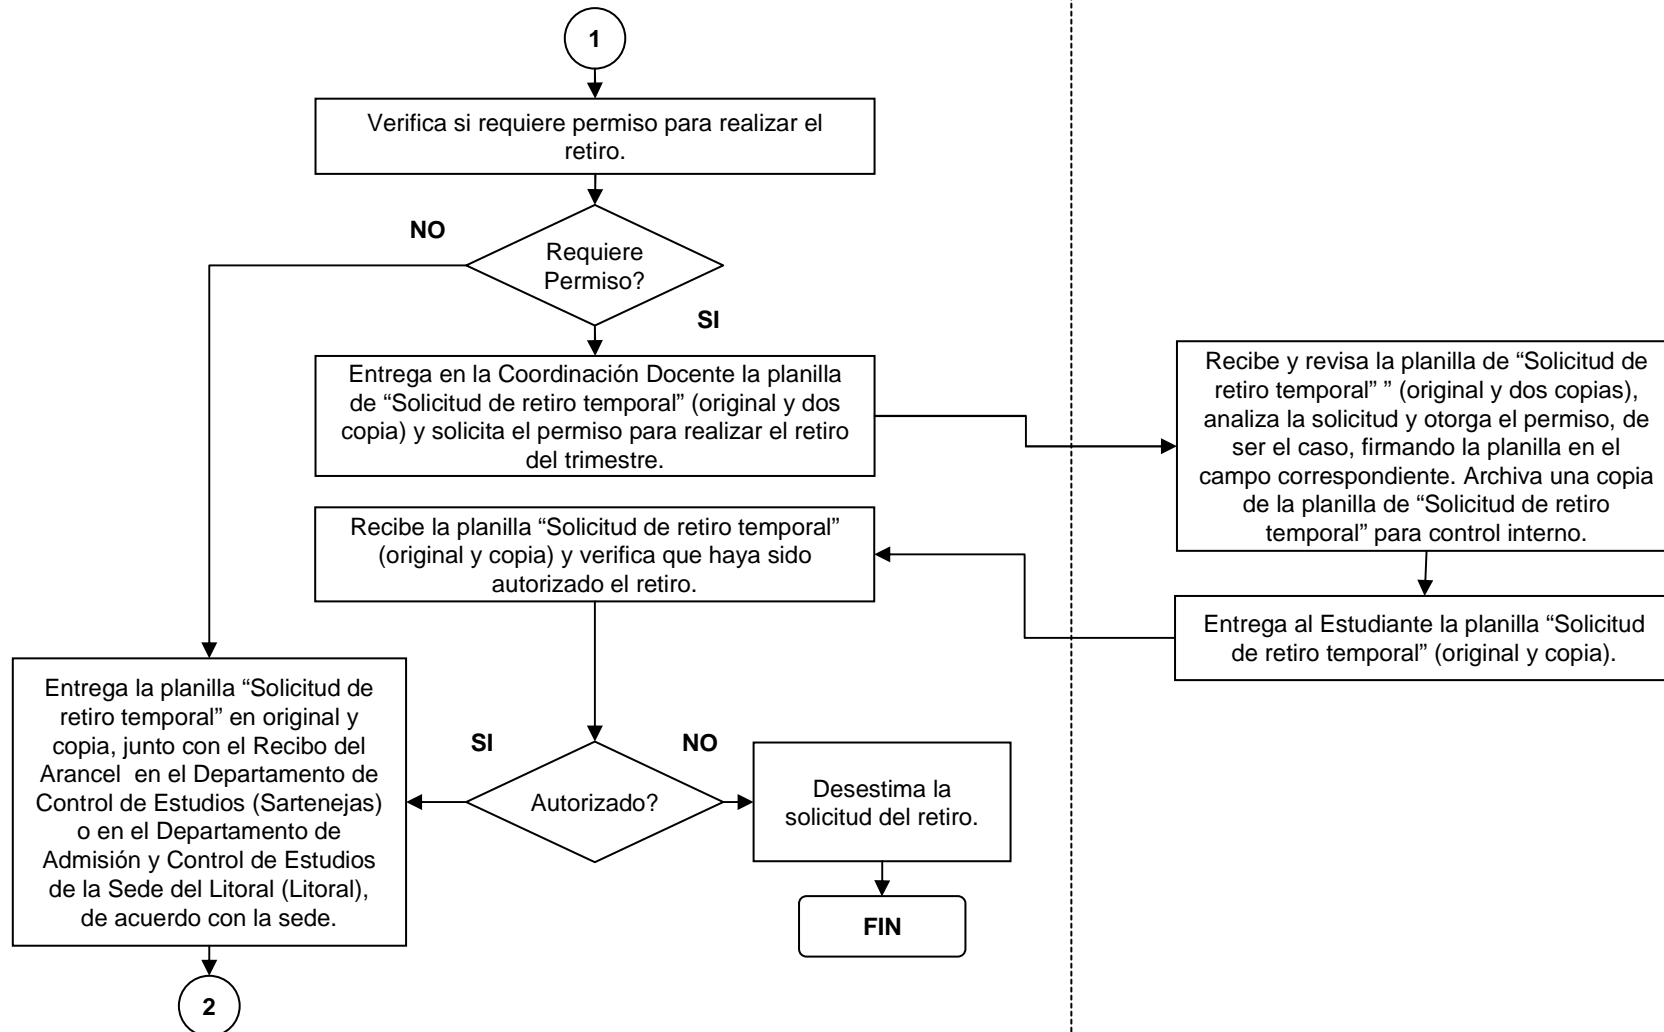 1
Verifica si requiere permiso para realizar el
retiro.
NO
Requiere
Permiso?
SI
Entrega en la Coordinación Docente la planilla
de “Solicitud de retiro temporal” (original y dos
copia) y solicita el permiso para realizar el retiro
del trimestre.
Recibe y revisa la planilla de “Solicitud de
retiro temporal” ” (original y dos copias),
analiza la solicitud y otorga el permiso, de
ser el caso, firmando la planilla en el
campo correspondiente. Archiva una copia
de la planilla de “Solicitud de retiro
temporal” para control interno.
Entrega al Estudiante la planilla “Solicitud
de retiro temporal” (original y copia).
Recibe la planilla “Solicitud de retiro temporal”
(original y copia) y verifica que haya sido
autorizado el retiro.
SI
Autorizado?
NO
Desestima la
solicitud del retiro.
FIN
Entrega la planilla “Solicitud de
retiro temporal” en original y
copia, junto con el Recibo del
Arancel  en el Departamento de
Control de Estudios (Sartenejas)
o en el Departamento de
Admisión y Control de Estudios
de la Sede del Litoral (Litoral),
de acuerdo con la sede.
2